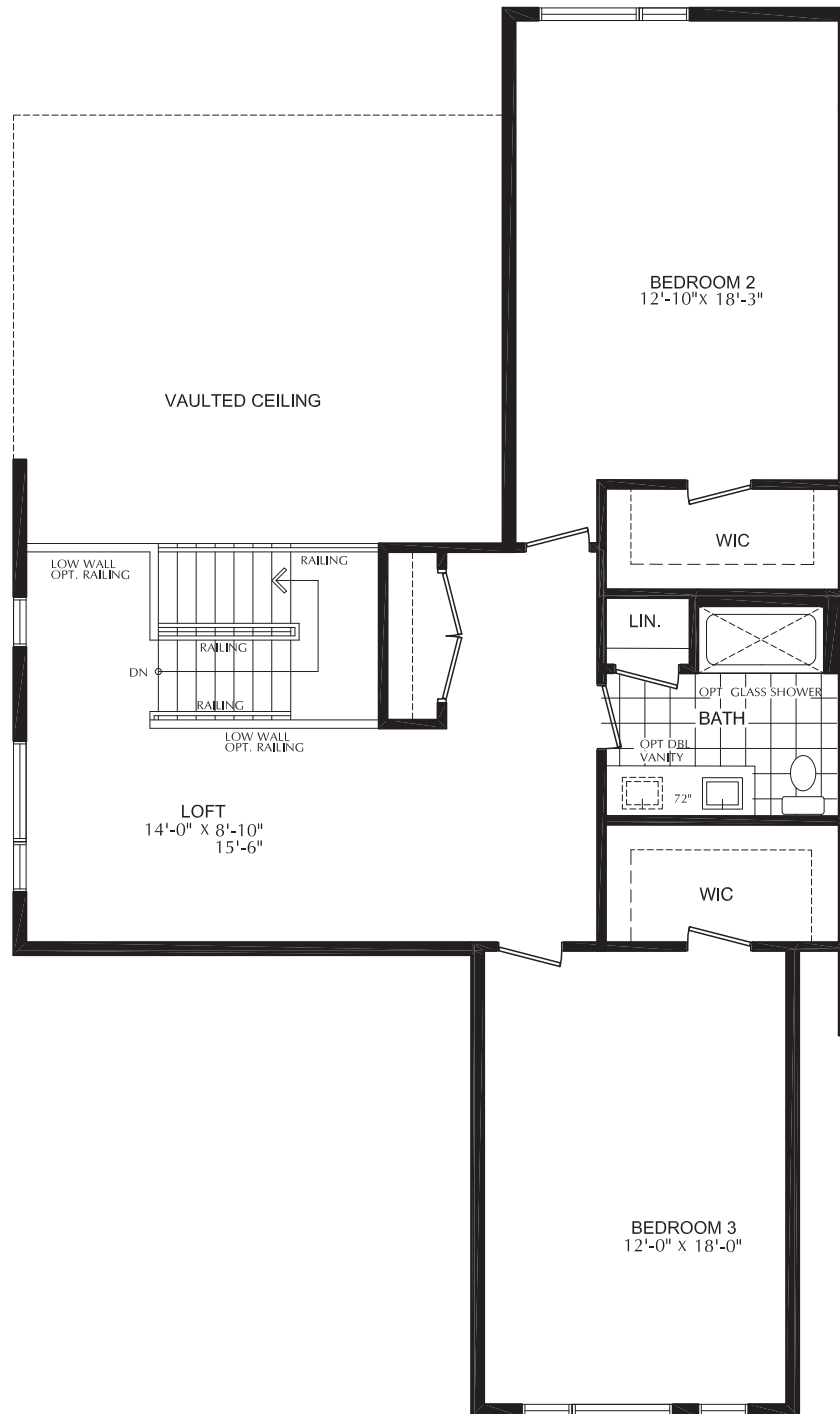 BEDROOM 2
12'-10"X 18'-3"
VAULTED CEILING
WIC
LOW WALL
OPT. RAILING
RAILING
LIN.
RAILING
DN
OPT GLASS SHOWER
RAILING
BATH
LOW WALL
OPT. RAILING
OPT DBL
VANITY
72"
LOFT
14'-0" X 8'-10"
15'-6"
WIC
BEDROOM 3
12'-0" X 18'-0"